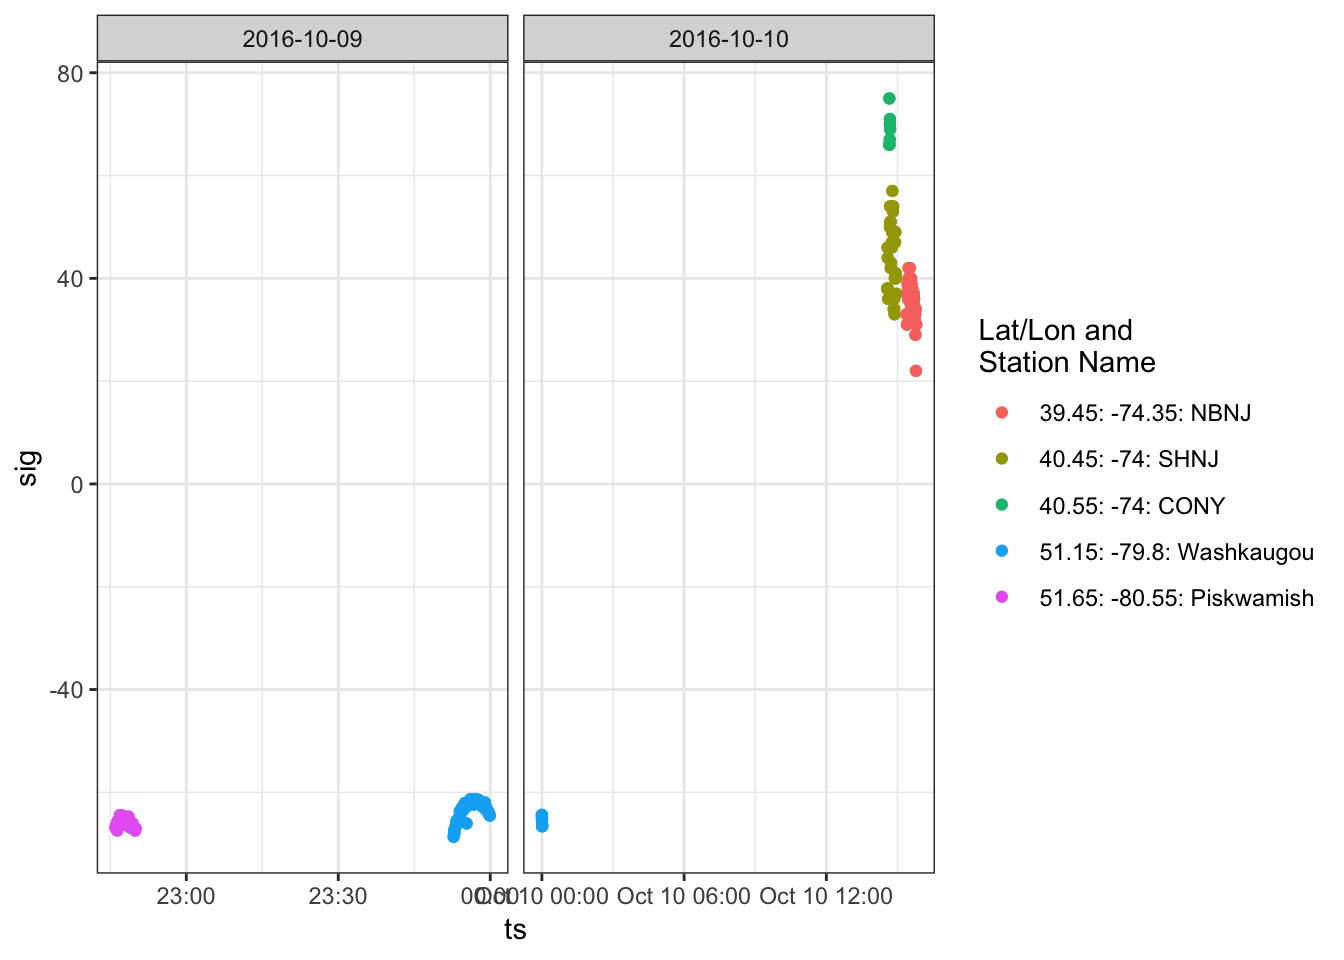 2016-10-09 2016-10-10
80
40
0
-40
sig
23:00 23:30 00:00 Oct 10 00:00 Oct 10 06:00 Oct 10 12:00
ts
Lat/Lon and
Station Name
39.45: -74.35: NBNJ
40.45: -74: SHNJ
40.55: -74: CONY
51.15: -79.8: Washkaugou
51.65: -80.55: Piskwamish